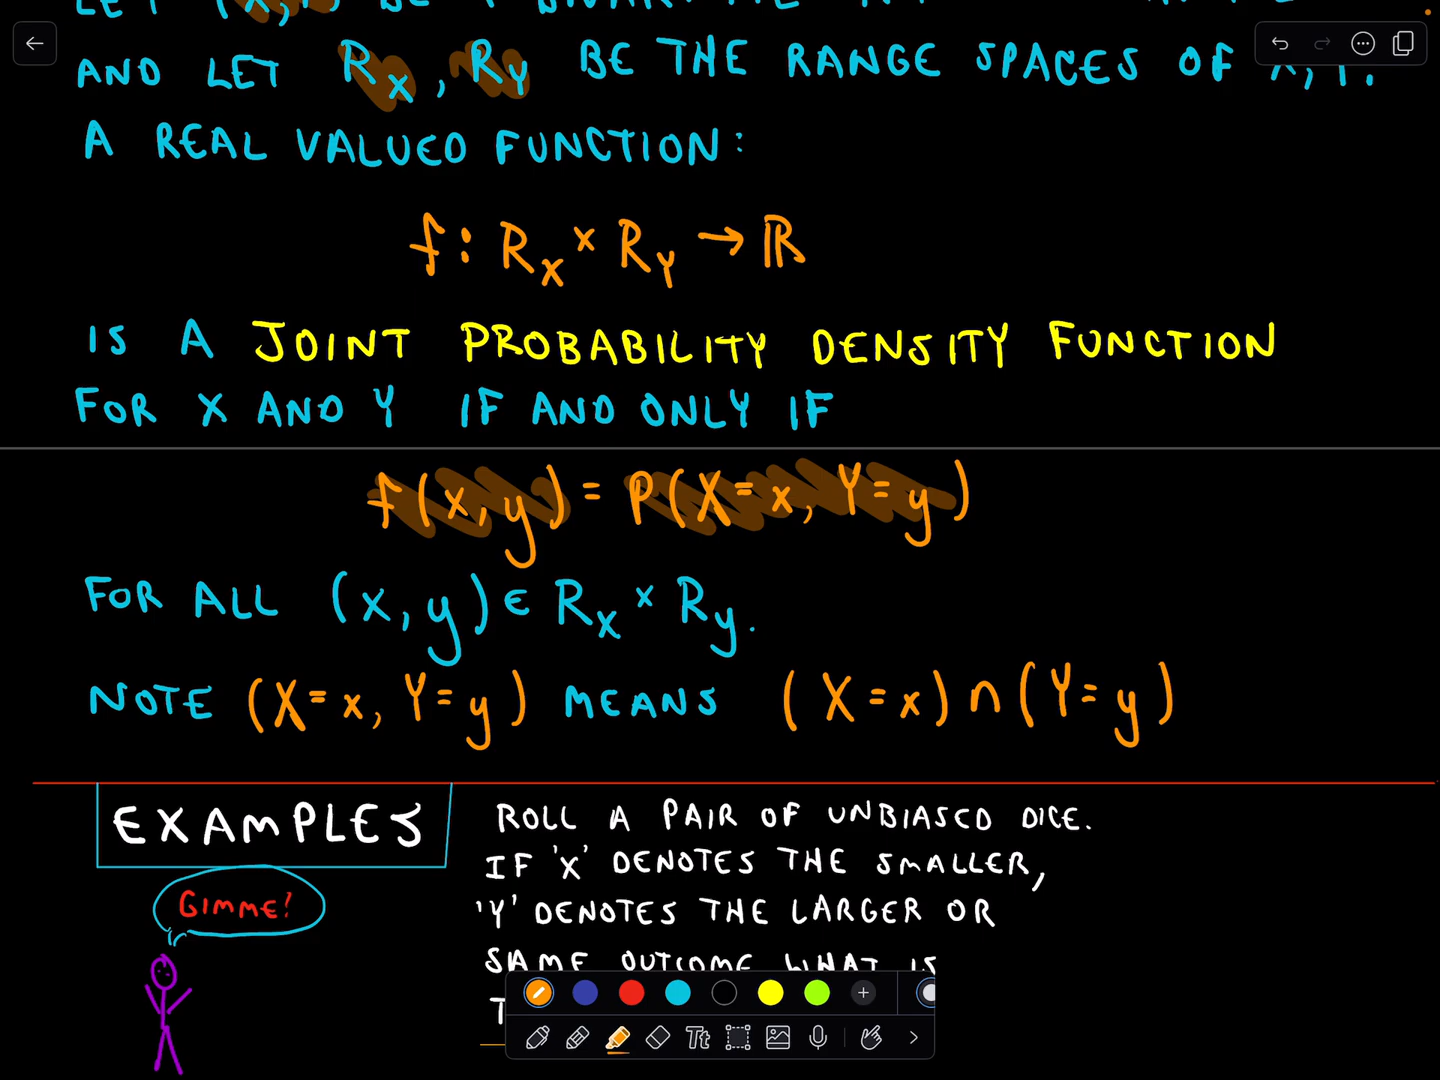 AND LET Rx, Ry BE THE RANGE SPACES OF X, Y.
A REAL VALUED FUNCTION:
f: Rx × Ry → ℝ
IS A JOINT PROBABILITY DENSITY FUNCTION
FOR X AND Y IF AND ONLY IF
f(x,y) = P(X=x, Y=y)
FOR ALL (x,y) ∈ Rx × Ry.
NOTE (X=x, Y=y) MEANS (X=x) ∩ (Y=y)
EXAMPLES
GIMME!
ROLL A PAIR OF UNBIASED DICE.
IF 'X' DENOTES THE SMALLER,
'Y' DENOTES THE LARGER OR
SAME OUTCOME WHAT IS
Tt